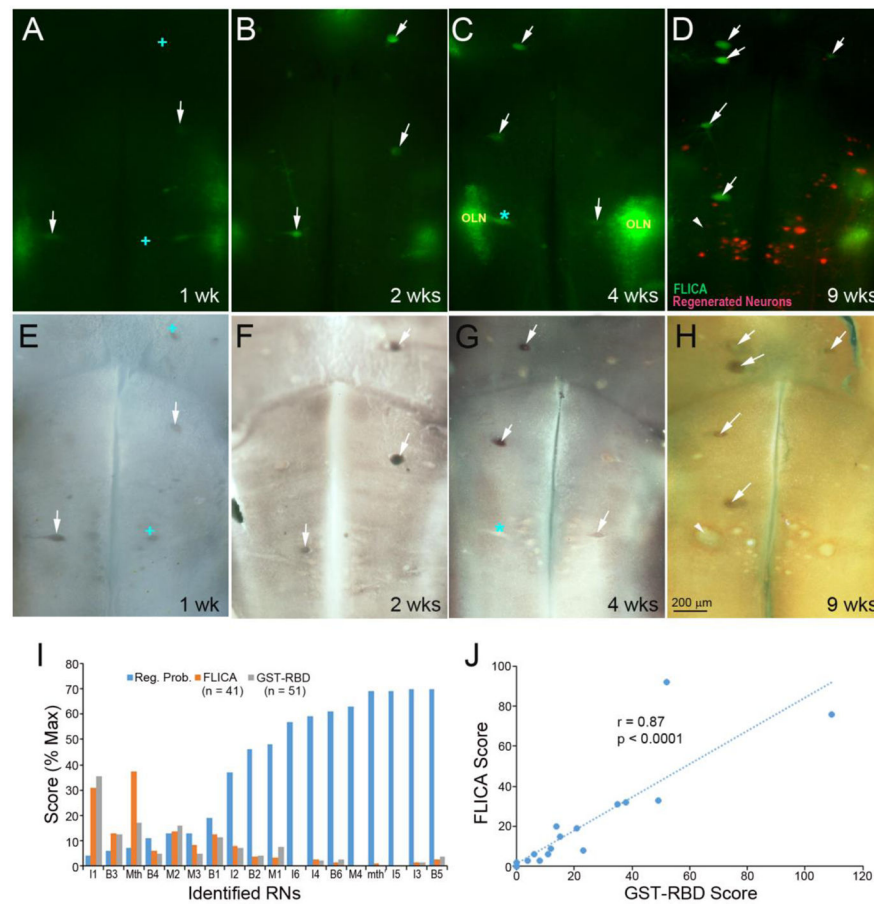 A
B
C
D
+
+
*
OLN
OLN
FLICA
Regenerated Neurons
1 wk
2 wks
4 wks
9 wks
E
F
G
H
+
+
*
200 µm
1 wk
2 wks
4 wks
9 wks
I
Reg. Prob. FLICA GST-RBD
(n = 41) (n = 51)
Score (% Max)
80
70
60
50
40
30
20
10
0
I1 B3 Mth B4 M2 M3 B1 I2 B2 M1 I6 I4 B6 M4 mth I5 I3 B5
Identified RNs
J
FLICA Score
100
80
60
40
20
0
r = 0.87
p < 0.0001
0 20 40 60 80 100 120
GST-RBD Score